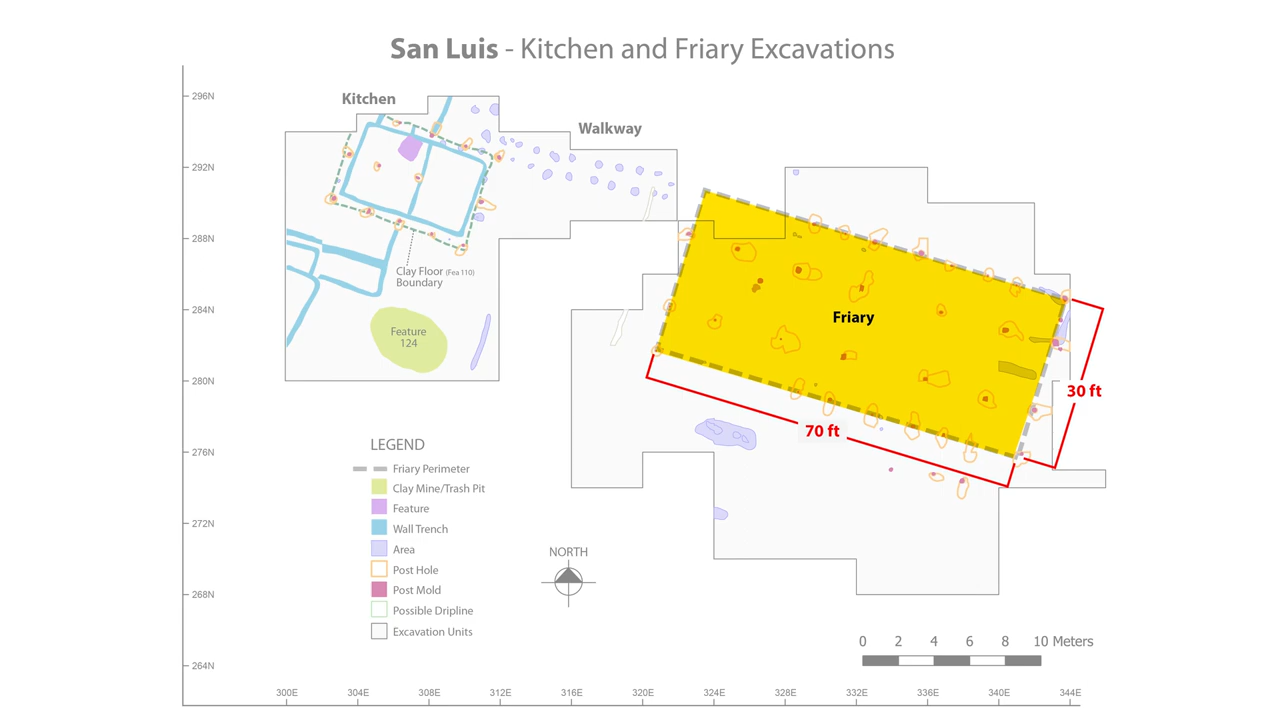 San Luis - Kitchen and Friary Excavations
296N
292N
288N
284N
280N
276N
272N
268N
264N
Kitchen
Walkway
Clay Floor (Fea 110)
Boundary
Feature
124
Friary
30 ft
70 ft
LEGEND
Friary Perimeter
Clay Mine/Trash Pit
Feature
Wall Trench
Area
Post Hole
Post Mold
Possible Dripline
Excavation Units
NORTH
0 2 4 6 8 10 Meters
300E 304E 308E 312E 316E 320E 324E 328E 332E 336E 340E 344E